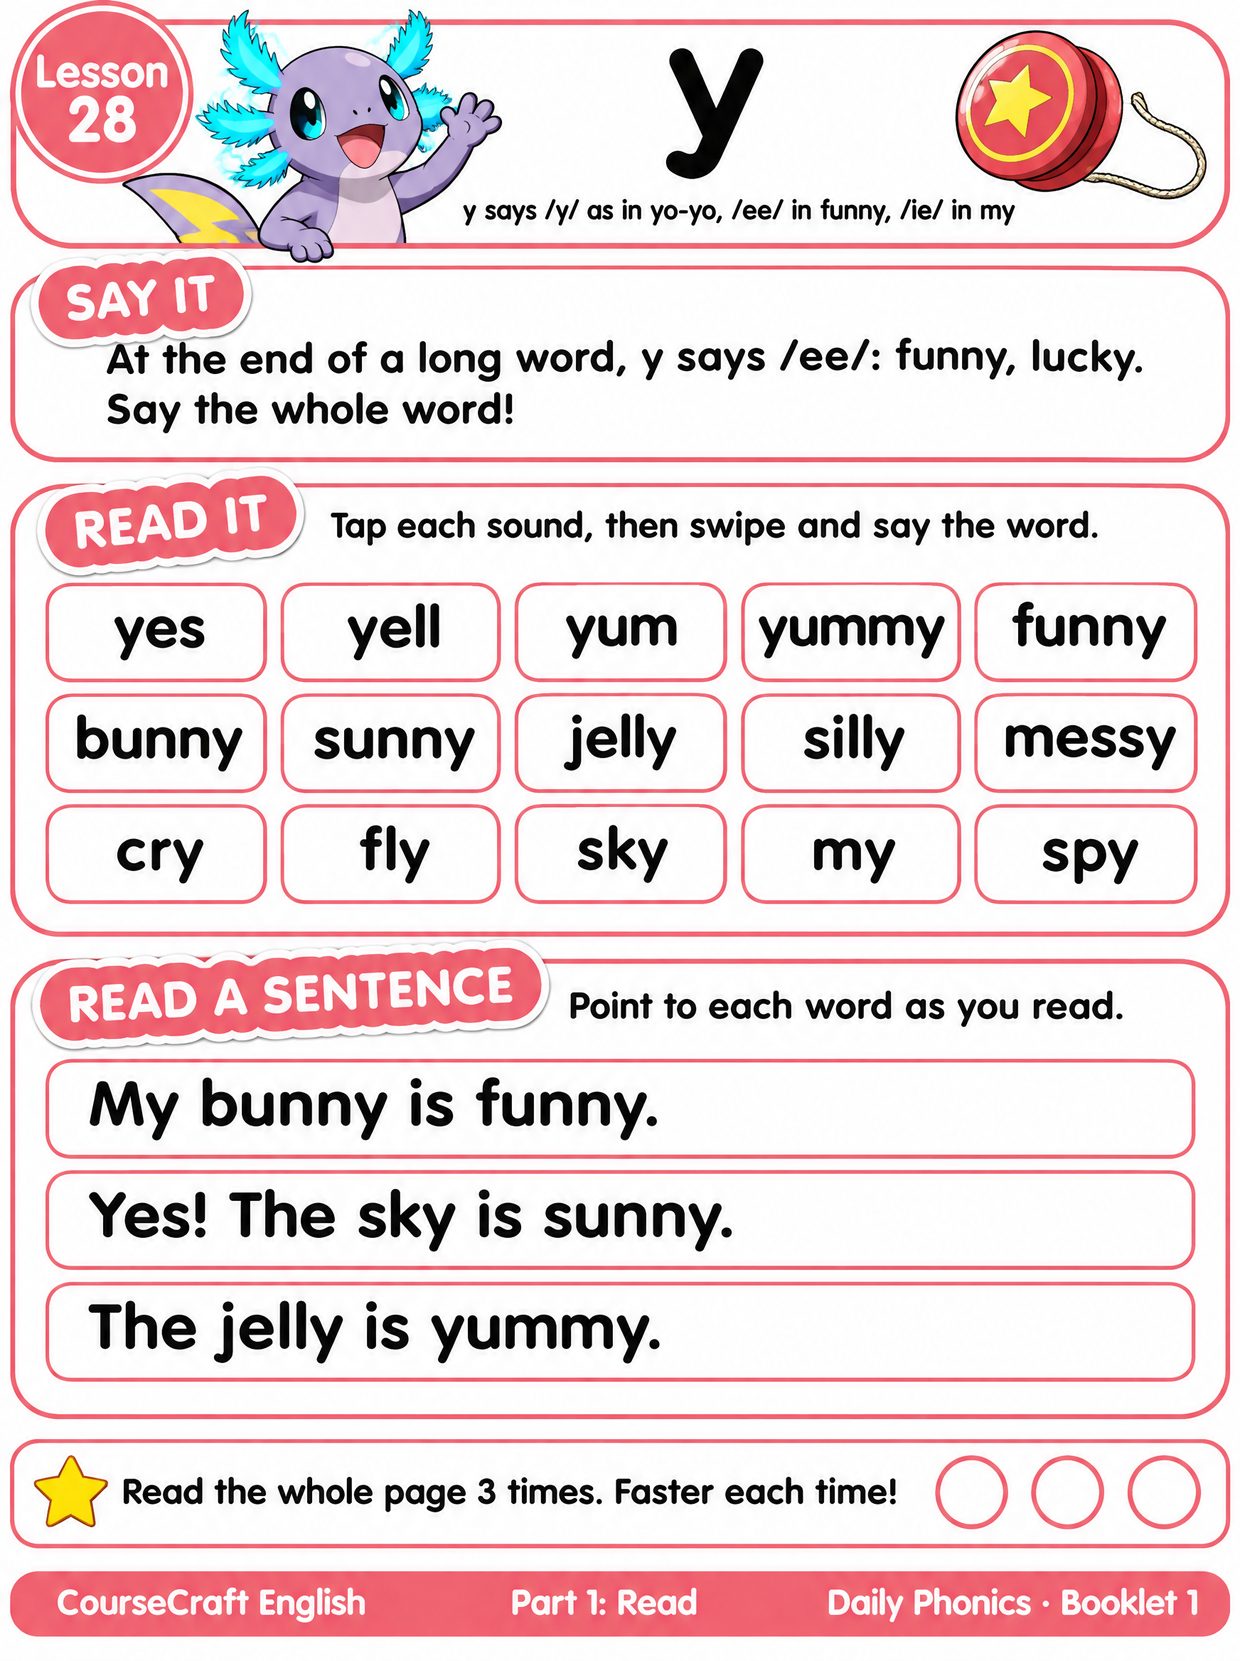 Lesson
28
y
y says /y/ as in yo-yo, /ee/ in funny, /ie/ in my
SAY IT
At the end of a long word, y says /ee/: funny, lucky.
Say the whole word!
READ IT
Tap each sound, then swipe and say the word.
yes yell yum yummy funny
bunny sunny jelly silly messy
cry fly sky my spy
READ A SENTENCE
Point to each word as you read.
My bunny is funny.
Yes! The sky is sunny.
The jelly is yummy.
Read the whole page 3 times. Faster each time!
CourseCraft English Part 1: Read Daily Phonics · Booklet 1